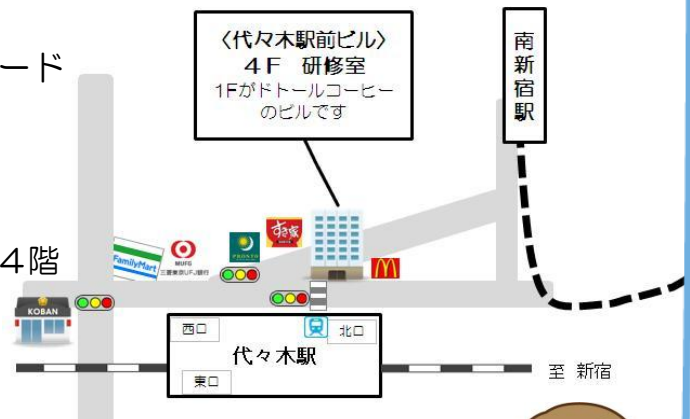 〈代々木駅前ビル〉
4F 研修室
1Fがドトールコーヒー
のビルです
南新宿駅
ード
4階
FamilyMart
MUFG
三菱東京UFJ銀行
PRONTO
すき家
M
KOBAN
西口
北口
代々木駅
東口
至 新宿